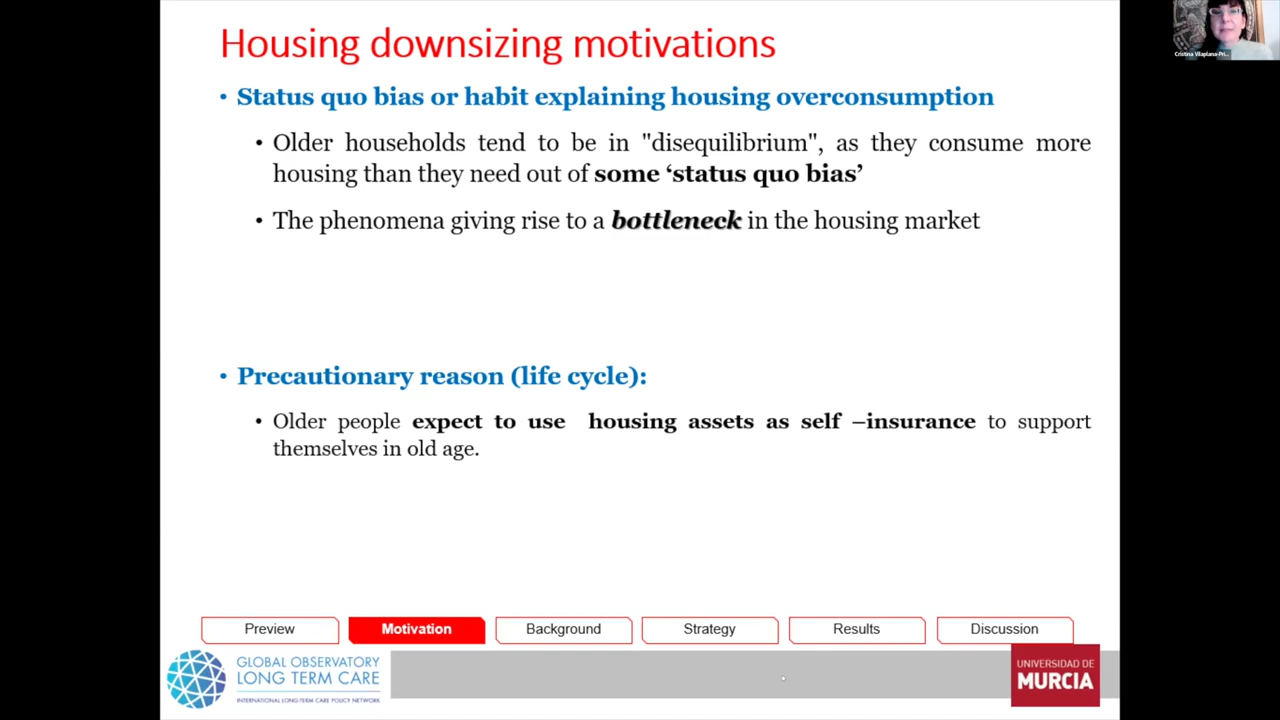 Housing downsizing motivations
Cristina Vilaplana-Pri...
• Status quo bias or habit explaining housing overconsumption
• Older households tend to be in "disequilibrium", as they consume more
housing than they need out of some ‘status quo bias’
• The phenomena giving rise to a bottleneck in the housing market
• Precautionary reason (life cycle):
• Older people expect to use housing assets as self –insurance to support
themselves in old age.
Preview
Motivation
Background
Strategy
Results
Discussion
GLOBAL OBSERVATORY
LONG TERM CARE
INTERNATIONAL LONG-TERM CARE POLICY NETWORK
UNIVERSIDAD DE
MURCIA